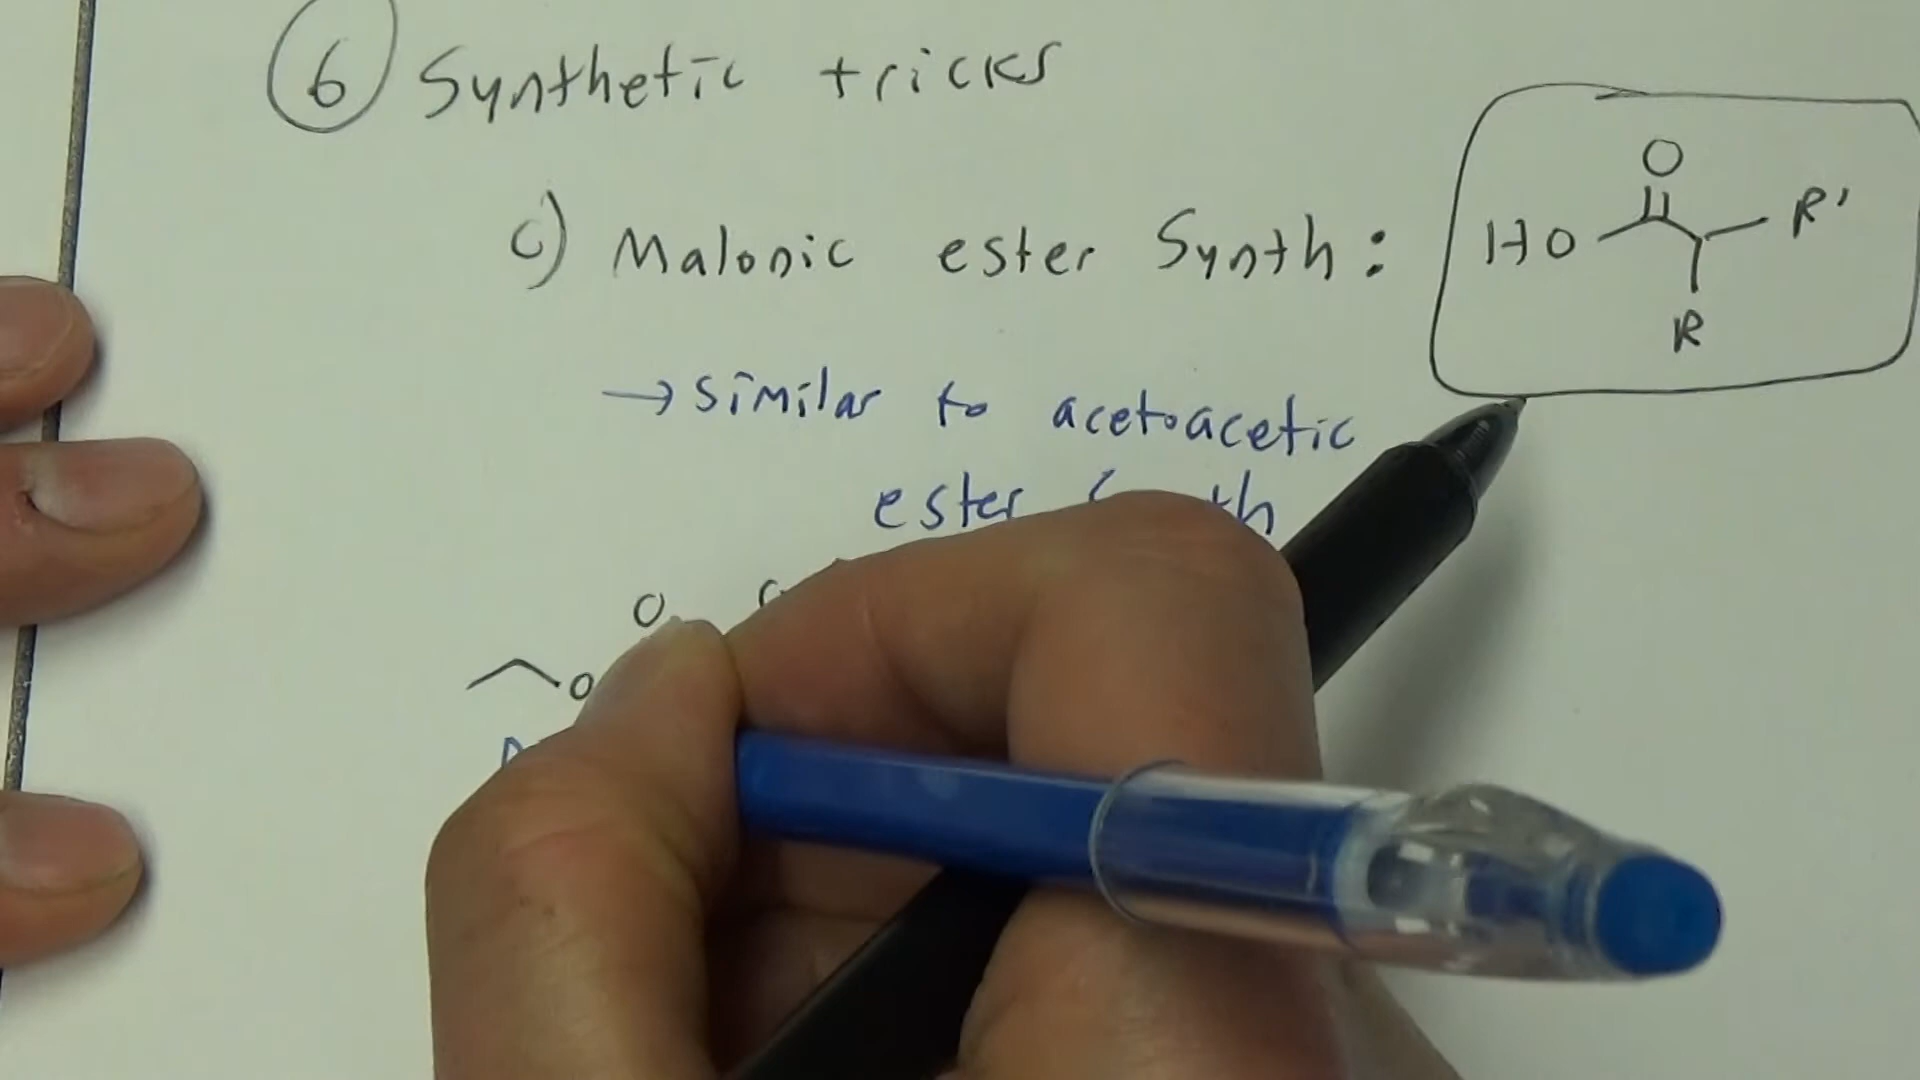 6 Synthetic tricks
c) Malonic ester Synth:
O
HO R'
R
→ similar to acetoacetic
ester
O
O